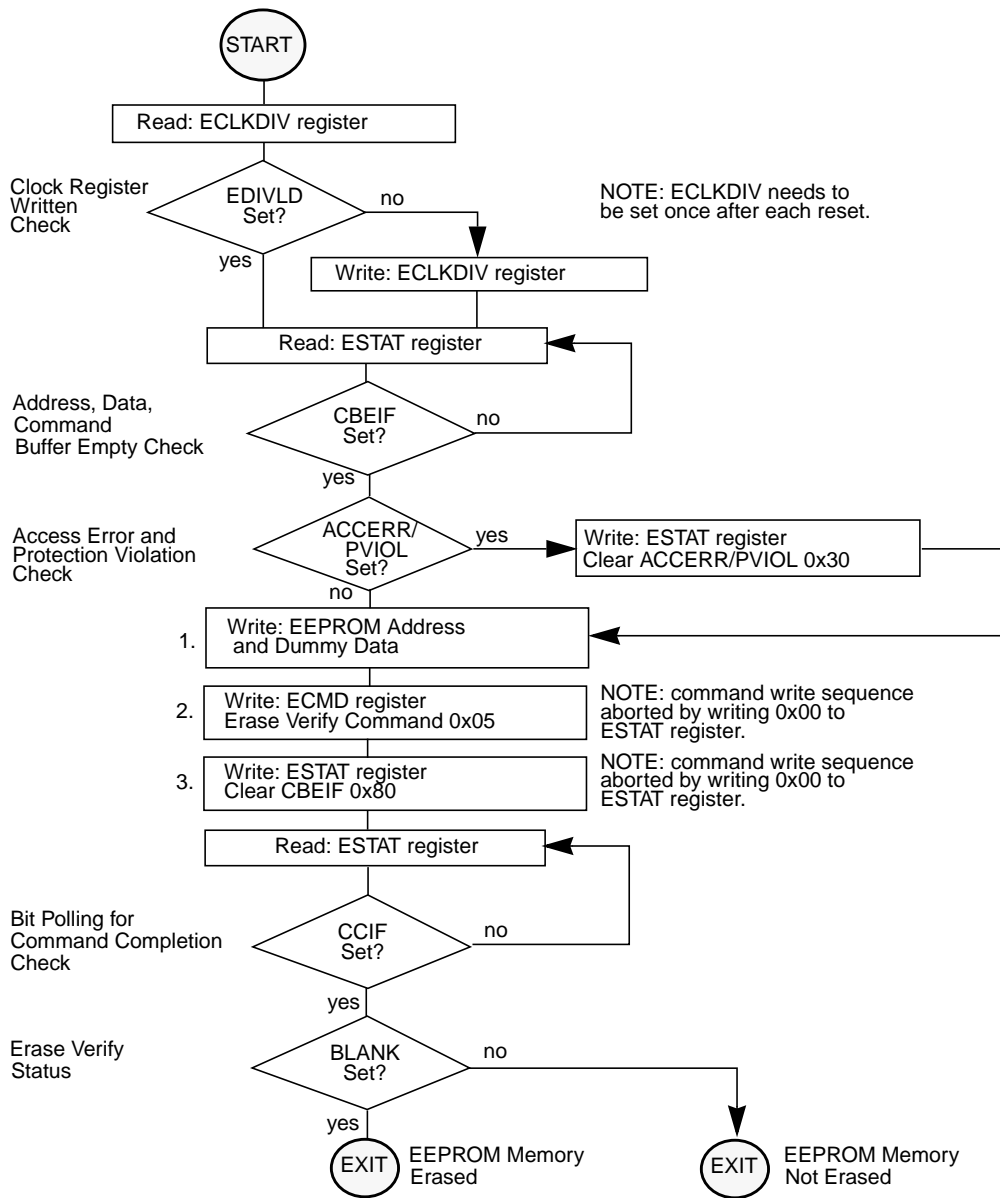 START
Read: ECLKDIV register
Clock Register
Written
Check
EDIVLD
Set?
no
NOTE: ECLKDIV needs to
be set once after each reset.
yes
Write: ECLKDIV register
Read: ESTAT register
Address, Data,
Command
Buffer Empty Check
CBEIF
Set?
no
yes
Access Error and
Protection Violation
Check
ACCERR/
PVIOL
Set?
yes
Write: ESTAT register
Clear ACCERR/PVIOL 0x30
no
1.
Write: EEPROM Address
and Dummy Data
2.
Write: ECMD register
Erase Verify Command 0x05
NOTE: command write sequence
aborted by writing 0x00 to
ESTAT register.
3.
Write: ESTAT register
Clear CBEIF 0x80
NOTE: command write sequence
aborted by writing 0x00 to
ESTAT register.
Read: ESTAT register
Bit Polling for
Command Completion
Check
CCIF
Set?
no
yes
Erase Verify
Status
BLANK
Set?
no
yes
EXIT
EEPROM Memory
Erased
EXIT
EEPROM Memory
Not Erased